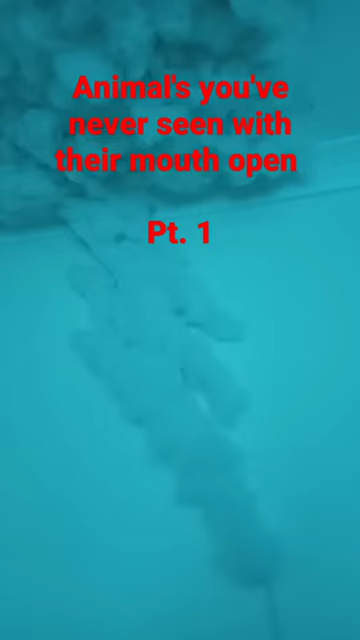 Animal's you've
never seen with
their mouth open
Pt. 1